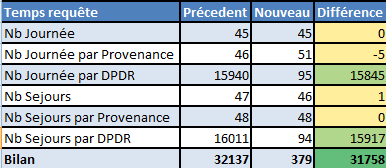 Temps requête Précedent Nouveau Différence
Nb Journée 45 45 0
Nb Journée par Provenance 46 51 -5
Nb Journée par DPDR 15940 95 15845
Nb Sejours 47 46 1
Nb Sejours par Provenance 48 48 0
Nb Sejours par DPDR 16011 94 15917
Bilan 32137 379 31758